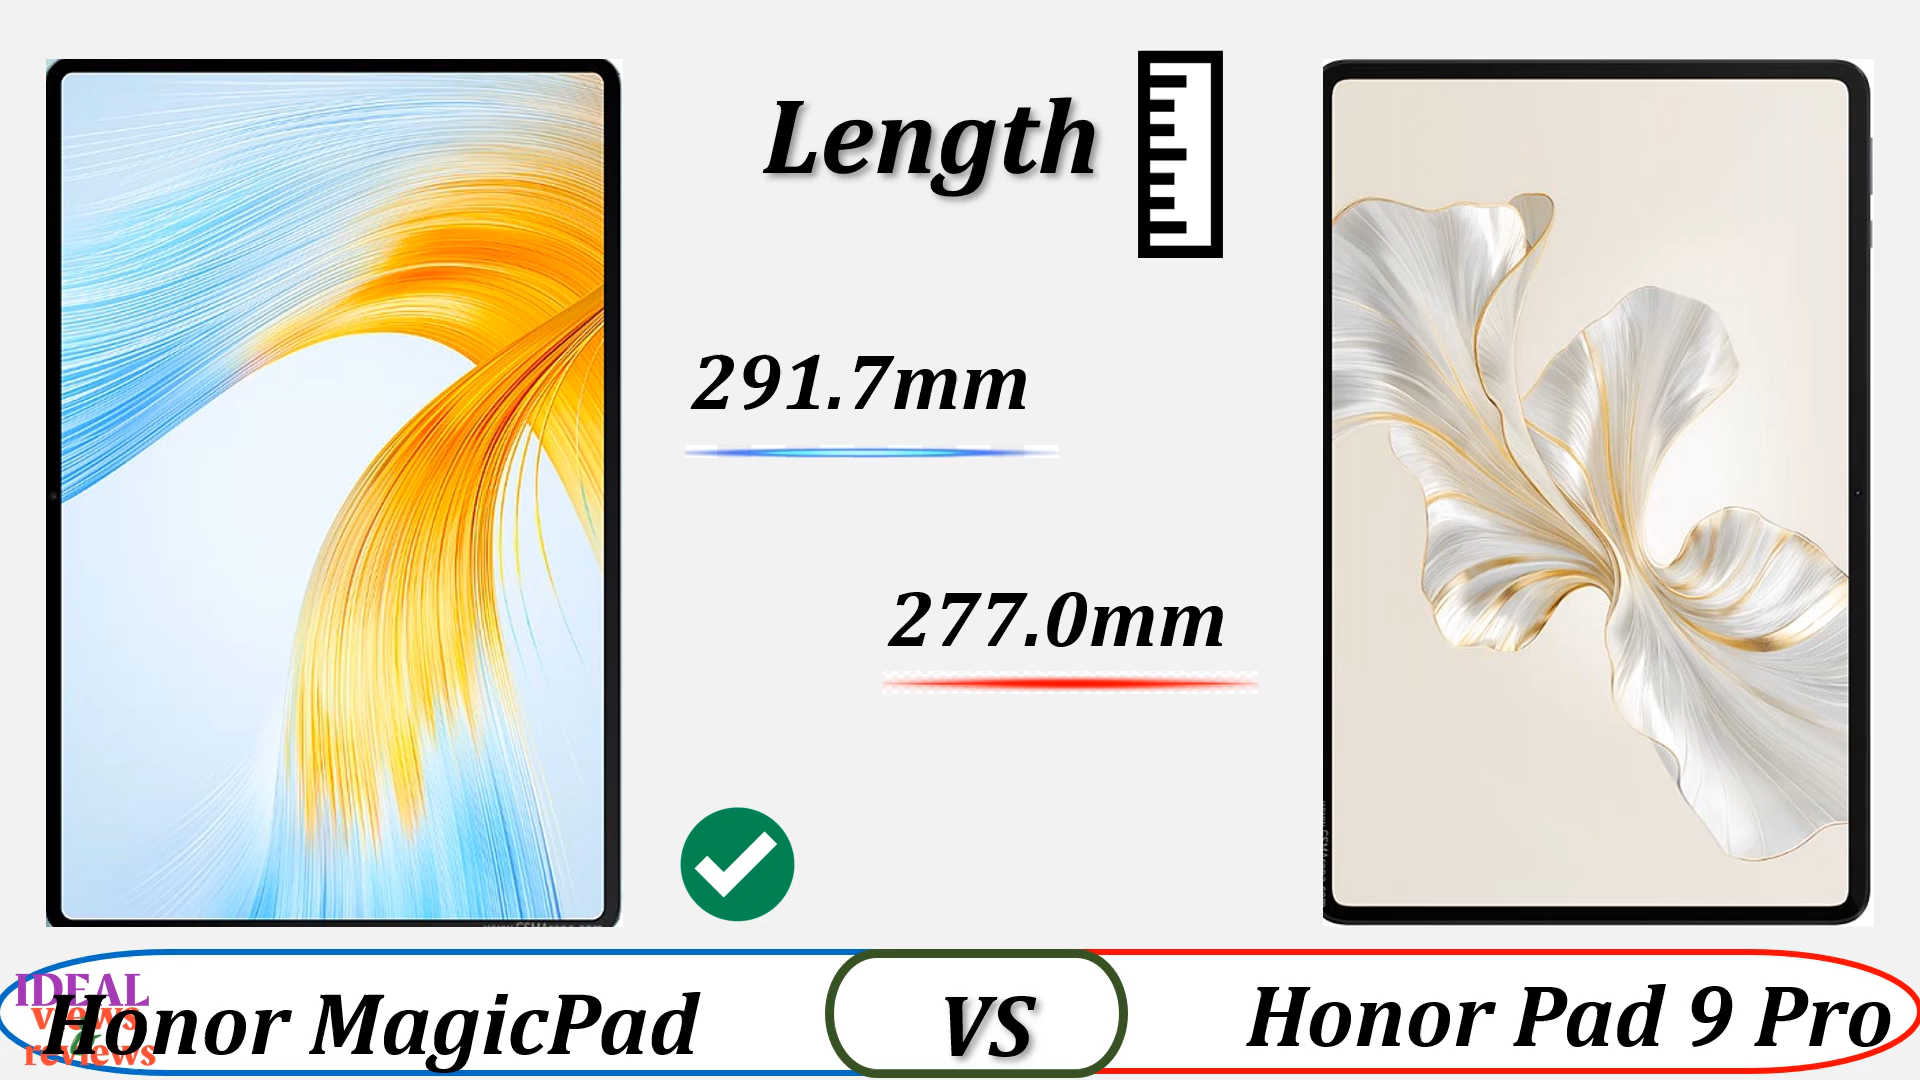 Length
291.7mm
277.0mm
IDEAL
views
&
reviews
Honor MagicPad
VS
Honor Pad 9 Pro